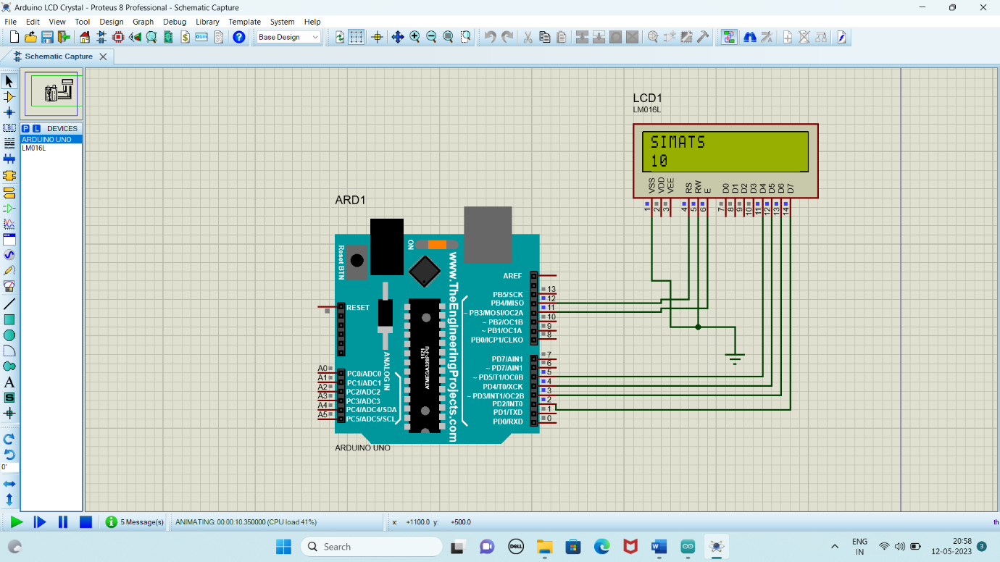 Arduino LCD Crystal - Proteus 8 Professional - Schematic Capture
File Edit View Tool Design Graph Debug Library Template System Help
Base Design
Schematic Capture
P L DEVICES
ARDUINO UNO
LM016L
LBL
A
S
0°
LCD1
LM016L
SIMATS
10
VSS VDD VEE RS RW E D0 D1 D2 D3 D4 D5 D6 D7
1 2 3 4 5 6 7 8 9 10 11 12 13 14
ARD1
Reset BTN
ON
www.TheEngineeringProjects.com
ANALOG IN
1121
ATMEGA328P-PU
RESET
A0 PC0/ADC0
A1 PC1/ADC1
A2 PC2/ADC2
A3 PC3/ADC3
A4 PC4/ADC4/SDA
A5 PC5/ADC5/SCL
AREF
PB5/SCK 13
PB4/MISO 12
~ PB3/MOSI/OC2A 11
~ PB2/OC1B 10
~ PB1/OC1A 9
PB0/ICP1/CLKO 8
PD7/AIN1 7
~ PD7/AIN1 6
~ PD5/T1/OC0B 5
PD4/T0/XCK 4
~ PD3/INT1/OC2B 3
PD2/INT0 2
PD1/TXD 1
PD0/RXD 0
ARDUINO UNO
5 Message(s) ANIMATING: 00:00:10.350000 (CPU load 41%) x: +1100.0 y: +500.0 th
Search
DELL
W
ENG
IN
20:58
12-05-2023
3